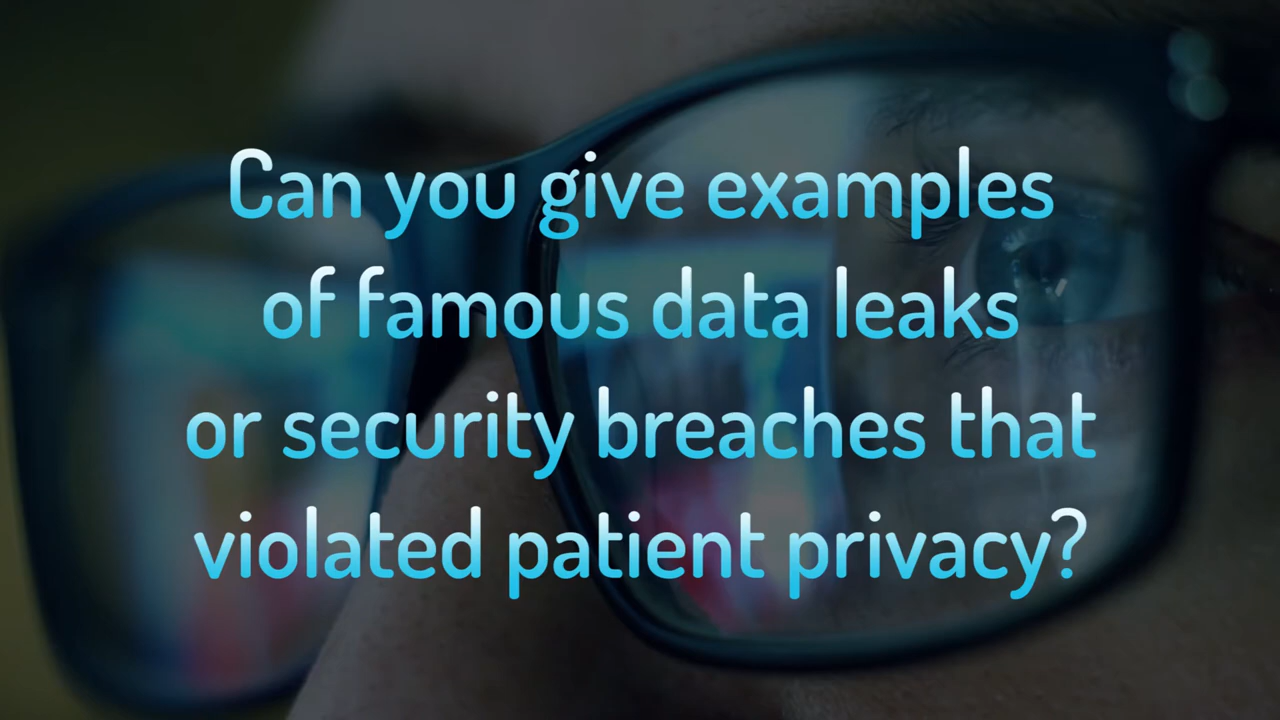 Can you give examples
of famous data leaks
or security breaches that
violated patient privacy?